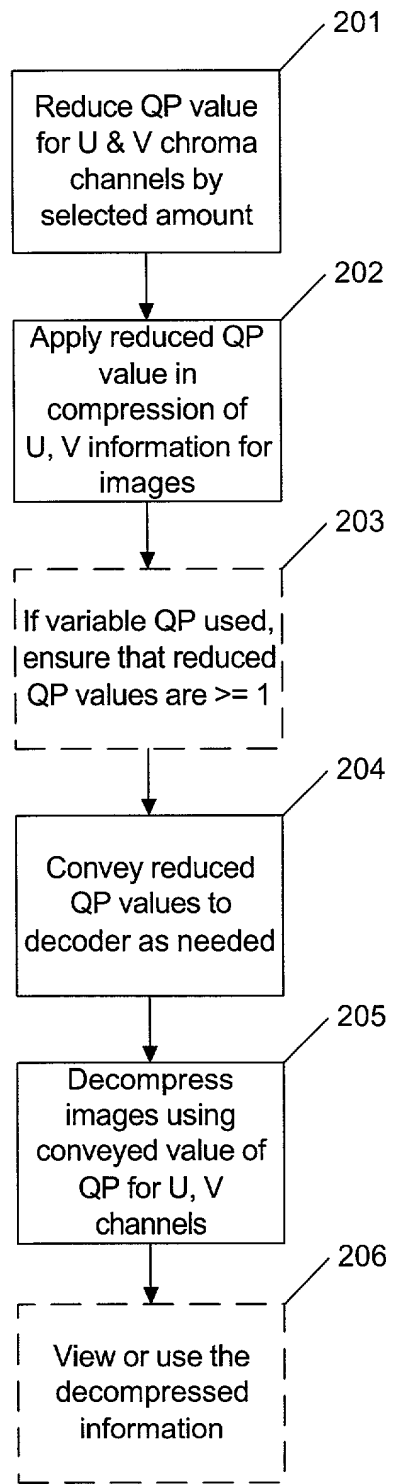 201
Reduce QP value
for U & V chroma
channels by
selected amount
202
Apply reduced QP
value in
compression of
U, V information for
images
203
If variable QP used,
ensure that reduced
QP values are >= 1
204
Convey reduced
QP values to
decoder as needed
205
Decompress
images using
conveyed value of
QP for U, V
channels
206
View or use the
decompressed
information